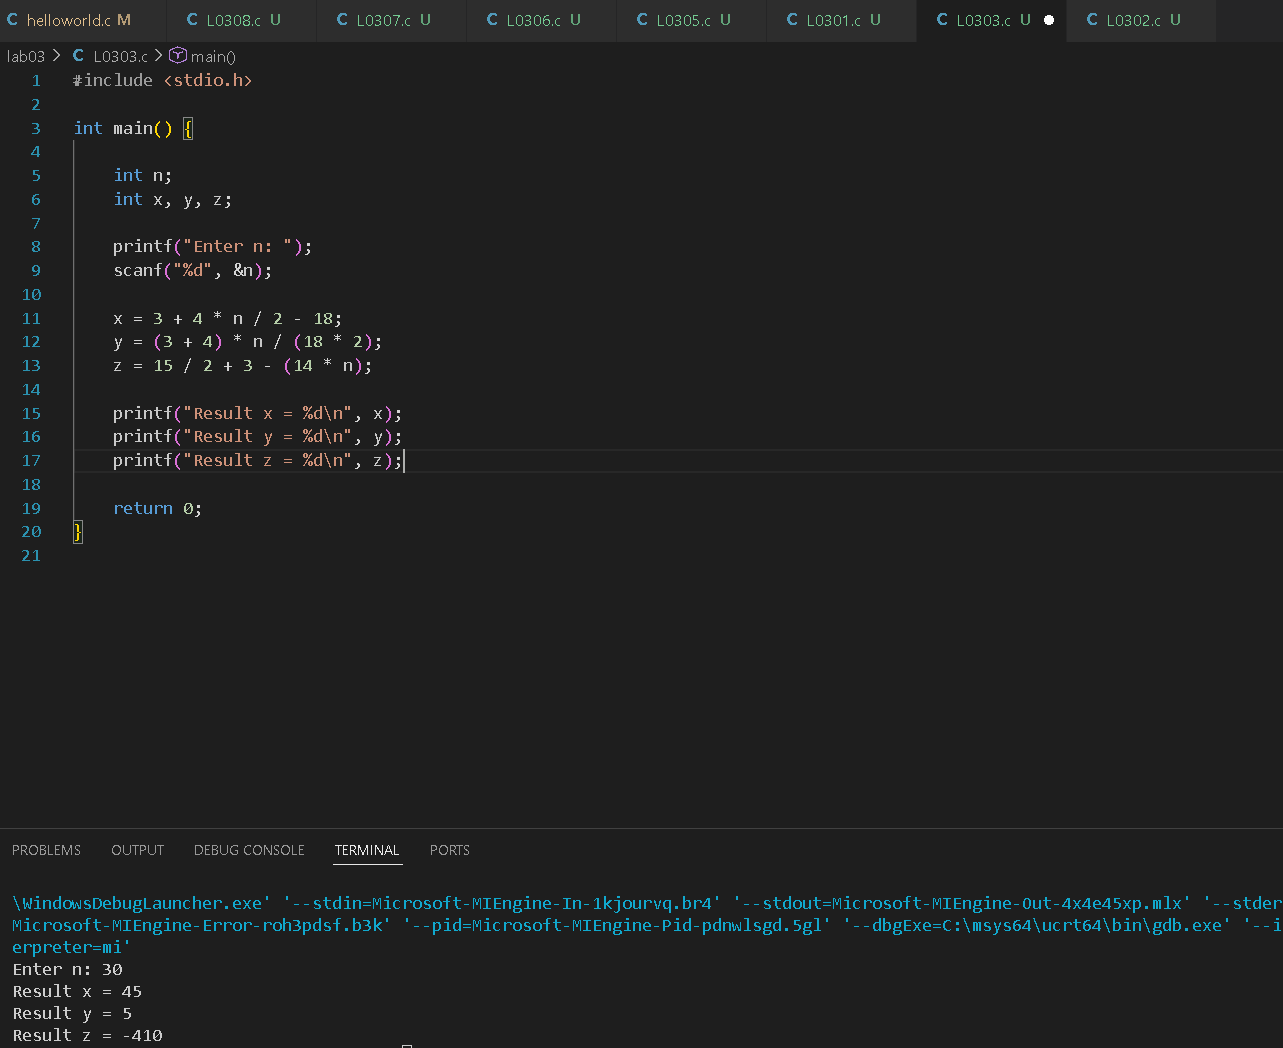 C helloworld.c M C L0308.c U C L0307.c U C L0306.c U C L0305.c U C L0301.c U C L0303.c U C L0302.c U
lab03 > C L0303.c > main()
1 #include <stdio.h>
2
3 int main() {
4
5 int n;
6 int x, y, z;
7
8 printf("Enter n: ");
9 scanf("%d", &n);
10
11 x = 3 + 4 * n / 2 - 18;
12 y = (3 + 4) * n / (18 * 2);
13 z = 15 / 2 + 3 - (14 * n);
14
15 printf("Result x = %d\n", x);
16 printf("Result y = %d\n", y);
17 printf("Result z = %d\n", z);
18
19 return 0;
20 }
21
PROBLEMS OUTPUT DEBUG CONSOLE TERMINAL PORTS
\WindowsDebugLauncher.exe' '--stdin=Microsoft-MIEngine-In-1kjourvq.br4' '--stdout=Microsoft-MIEngine-Out-4x4e45xp.mlx' '--stder
Microsoft-MIEngine-Error-roh3pdsf.b3k' '--pid=Microsoft-MIEngine-Pid-pdnwlsgd.5gl' '--dbgExe=C:\msys64\ucrt64\bin\gdb.exe' '--i
erpreter=mi'
Enter n: 30
Result x = 45
Result y = 5
Result z = -410